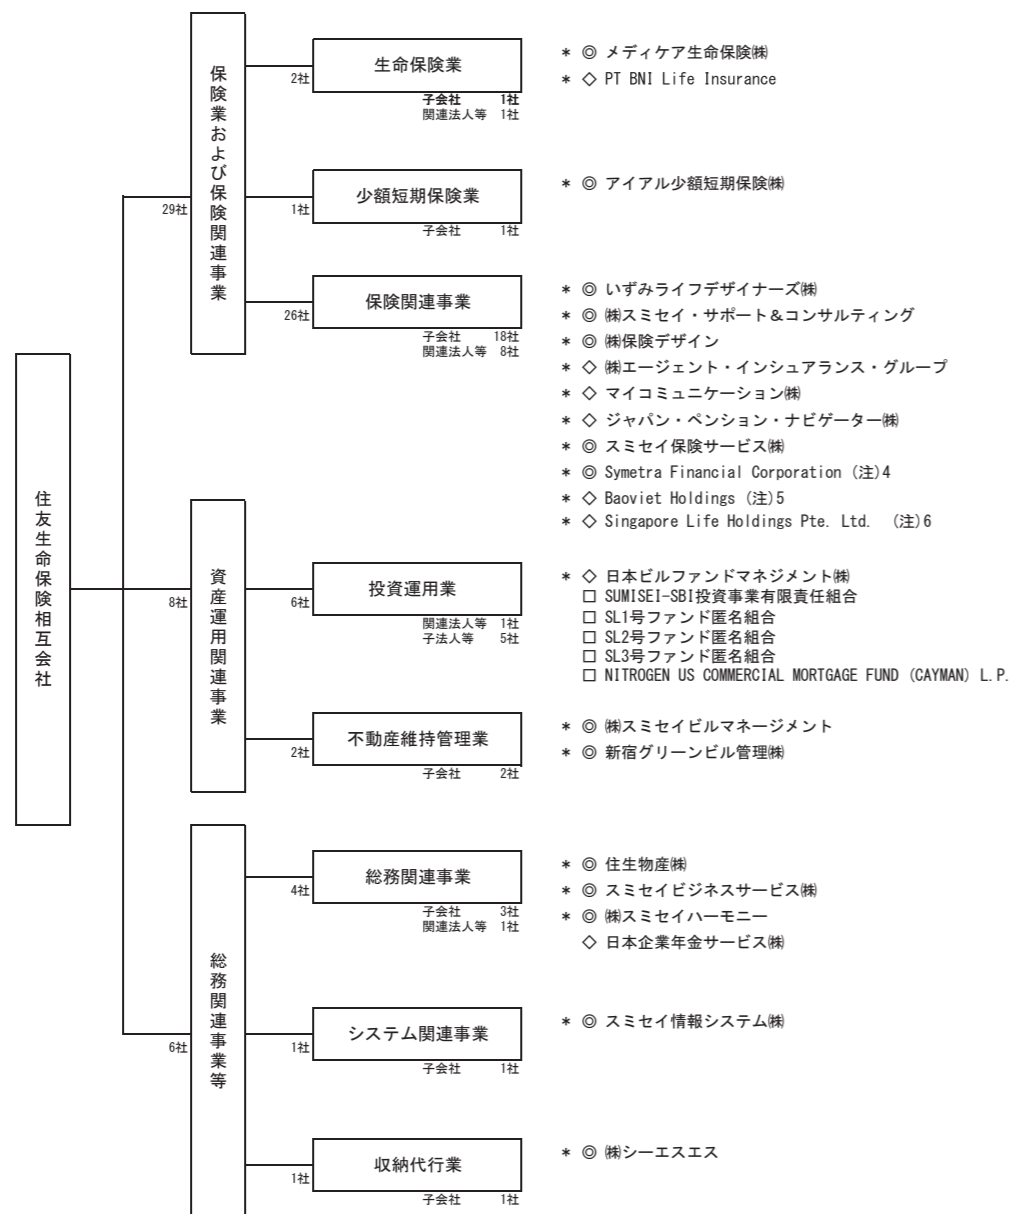 住友生命保険相互会社
29社
保険業および保険関連事業
2社
生命保険業
子会社 1社
関連法人等 1社
* ◎ メディケア生命保険㈱
* ◇ PT BNI Life Insurance
1社
少額短期保険業
子会社 1社
* ◎ アイアル少額短期保険㈱
26社
保険関連事業
子会社 18社
関連法人等 8社
* ◎ いずみライフデザイナーズ㈱
* ◎ ㈱スミセイ・サポート＆コンサルティング
* ◎ ㈱保険デザイン
* ◇ ㈱エージェント・インシュアランス・グループ
* ◇ マイコミュニケーション㈱
* ◇ ジャパン・ペンション・ナビゲーター㈱
* ◎ スミセイ保険サービス㈱
* ◎ Symetra Financial Corporation (注)4
* ◇ Baoviet Holdings (注)5
* ◇ Singapore Life Holdings Pte. Ltd. (注)6
8社
資産運用関連事業
6社
投資運用業
関連法人等 1社
子法人等 5社
* ◇ 日本ビルファンドマネジメント㈱
□ SUMISEI-SBI投資事業有限責任組合
□ SL1号ファンド匿名組合
□ SL2号ファンド匿名組合
□ SL3号ファンド匿名組合
□ NITROGEN US COMMERCIAL MORTGAGE FUND (CAYMAN) L.P.
2社
不動産維持管理業
子会社 2社
* ◎ ㈱スミセイビルマネージメント
* ◎ 新宿グリーンビル管理㈱
6社
総務関連事業等
4社
総務関連事業
子会社 3社
関連法人等 1社
* ◎ 住生物産㈱
* ◎ スミセイビジネスサービス㈱
* ◎ ㈱スミセイハーモニー
◇ 日本企業年金サービス㈱
1社
システム関連事業
子会社 1社
* ◎ スミセイ情報システム㈱
1社
収納代行業
子会社 1社
* ◎ ㈱シーエスエス